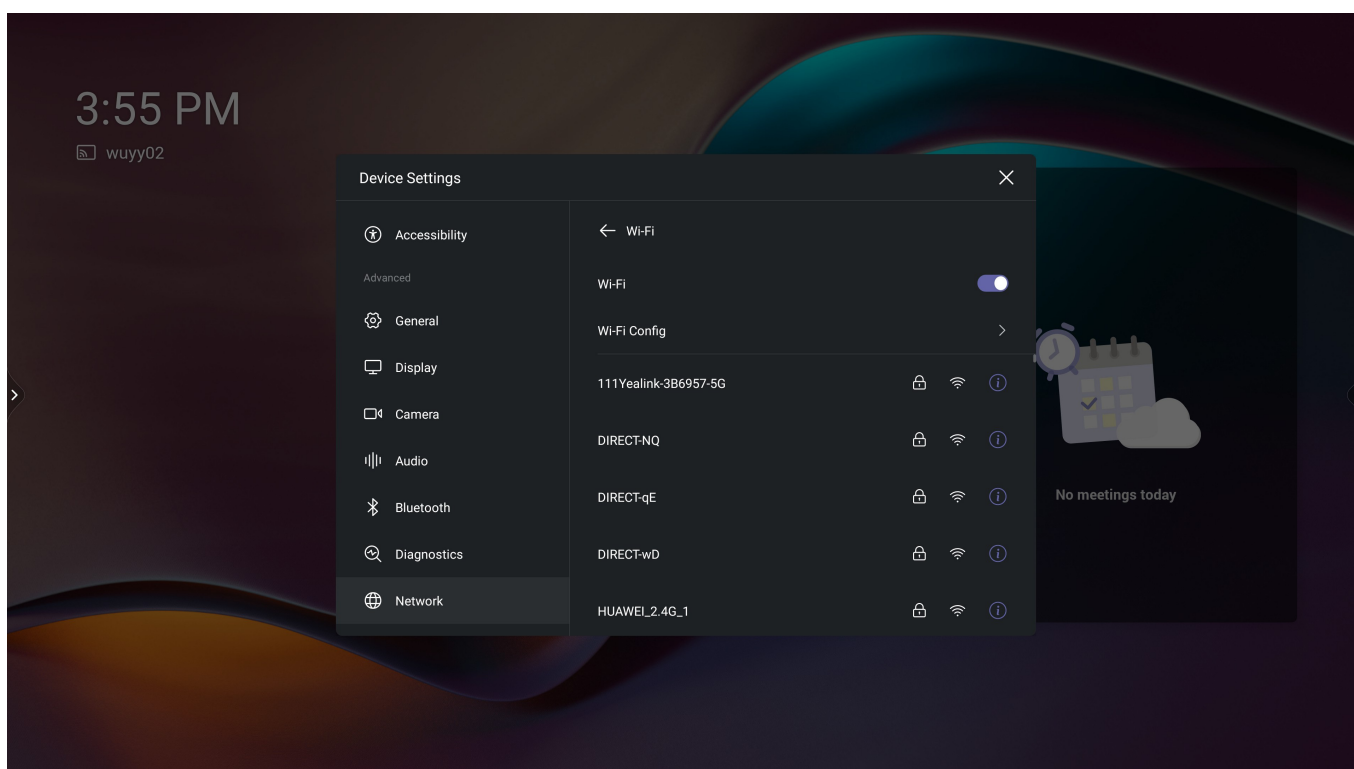 3:55 PM
wuyy02
Device Settings
Accessibility
Advanced
General
Display
Camera
Audio
Bluetooth
Diagnostics
Network
Wi-Fi
Wi-Fi
Wi-Fi Config
111Yealink-3B6957-5G
DIRECT-NQ
DIRECT-qE
DIRECT-wD
HUAWEI_2.4G_1
No meetings today